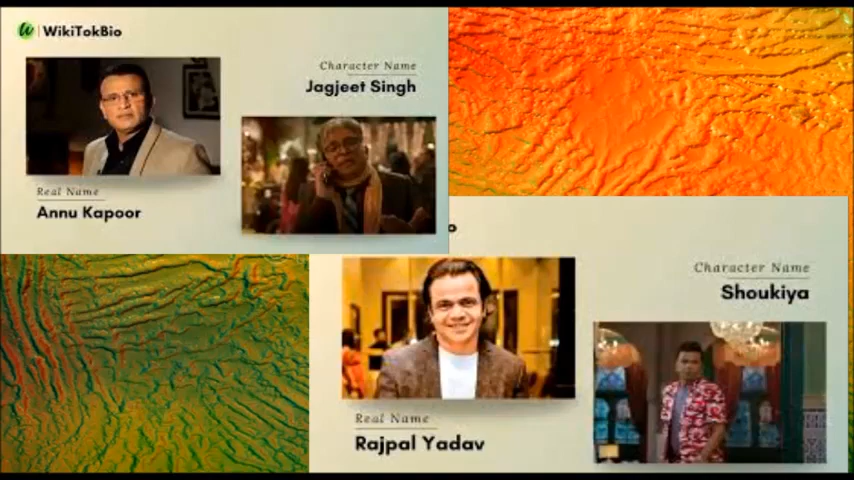 WikiTokBio
Character Name
Jagjeet Singh
Real Name
Annu Kapoor
Character Name
Shoukiya
Real Name
Rajpal Yadav